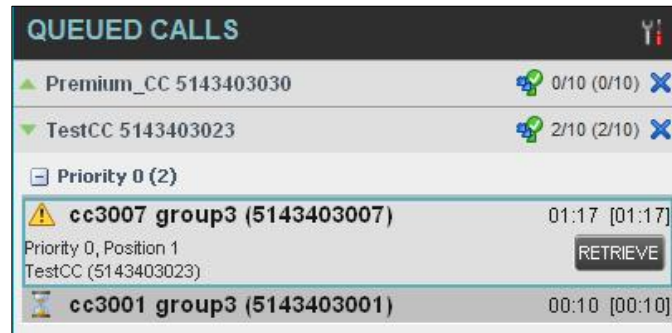 QUEUED CALLS
Premium_CC 5143403030 0/10 (0/10)
TestCC 5143403023 2/10 (2/10)
Priority 0 (2)
cc3007 group3 (5143403007) 01:17 [01:17]
Priority 0, Position 1 RETRIEVE
TestCC (5143403023)
cc3001 group3 (5143403001) 00:10 [00:10]